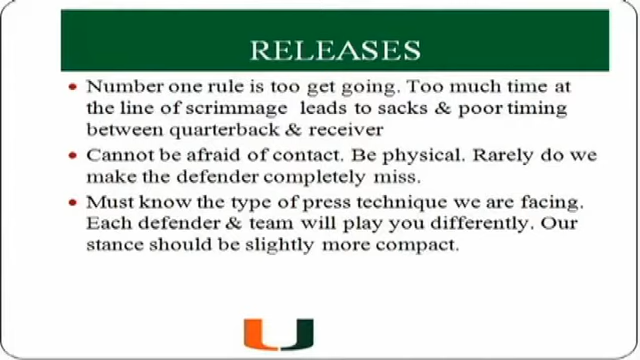 RELEASES
• Number one rule is too get going. Too much time at
the line of scrimmage leads to sacks & poor timing
between quarterback & receiver
• Cannot be afraid of contact. Be physical. Rarely do we
make the defender completely miss.
• Must know the type of press technique we are facing.
Each defender & team will play you differently. Our
stance should be slightly more compact.